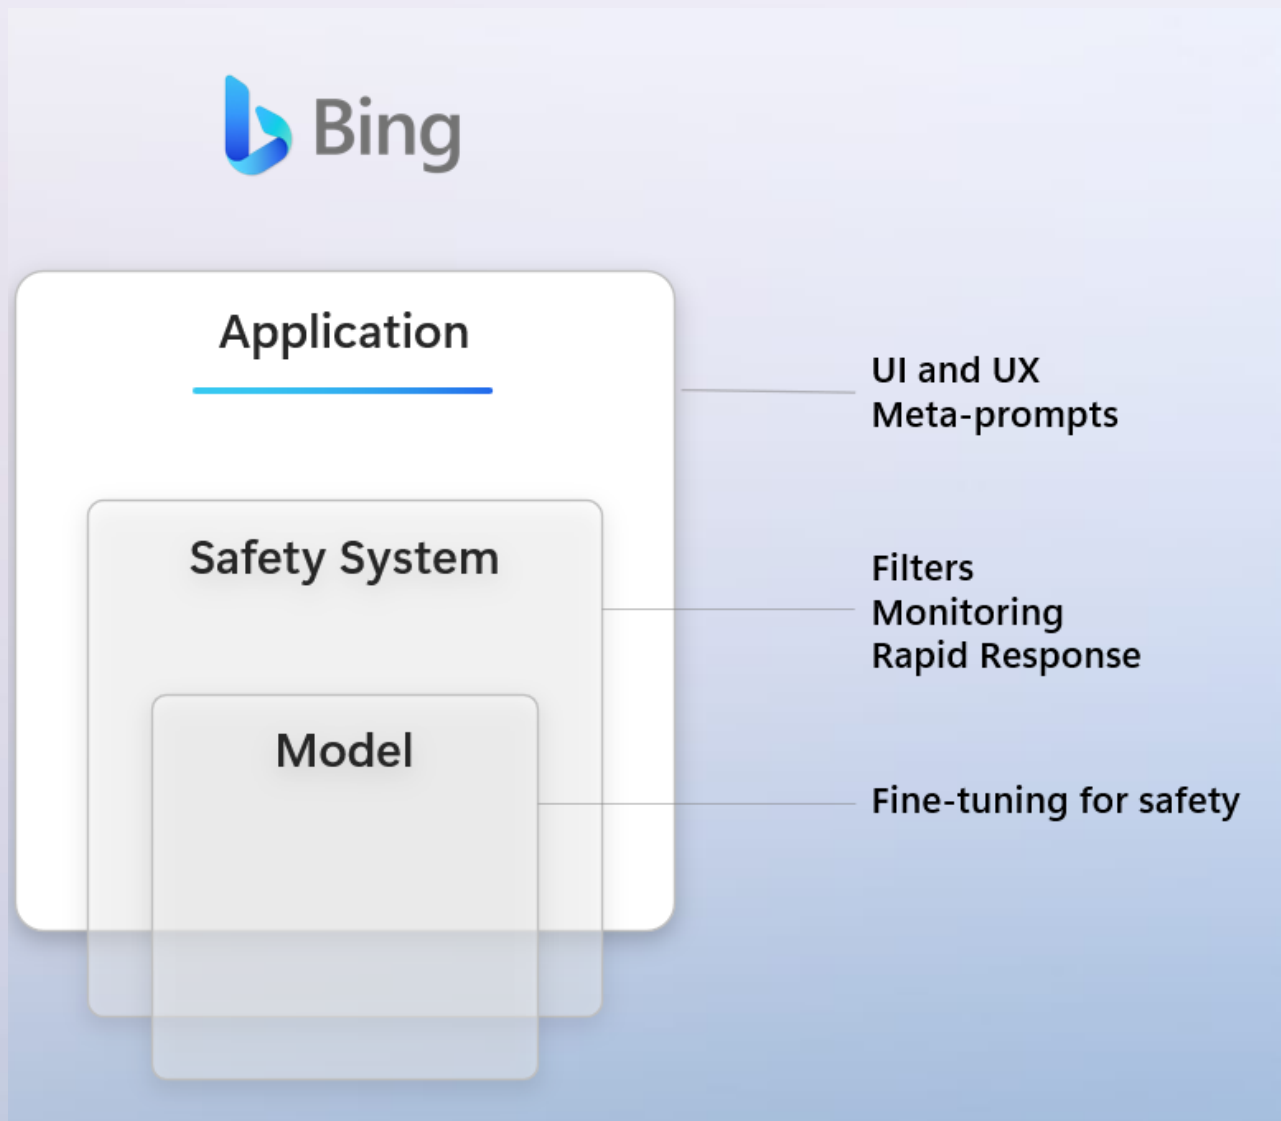 Bing
Application
UI and UX
Meta-prompts
Safety System
Filters
Monitoring
Rapid Response
Model
Fine-tuning for safety